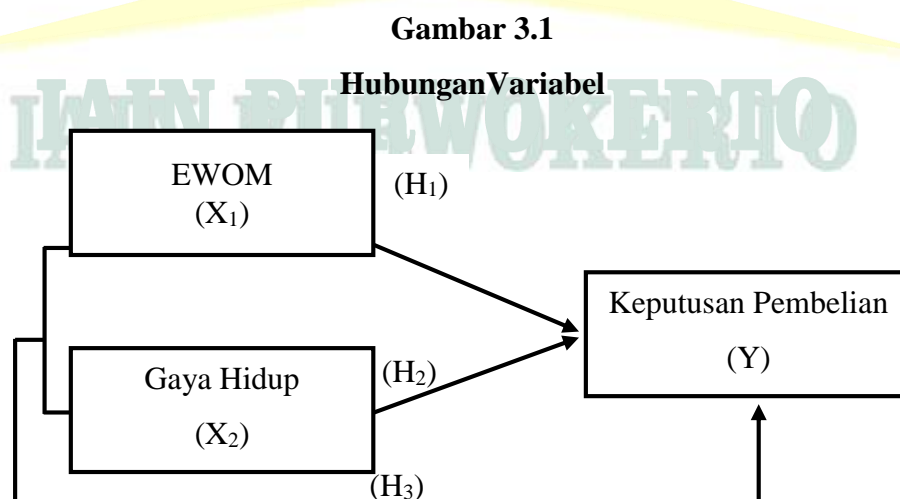 Gambar 3.1
HubunganVariabel
IAIN PURWOKERTO
EWOM
(X₁)
(H₁)
Keputusan Pembelian
(Y)
Gaya Hidup
(X₂)
(H₂)
(H₃)